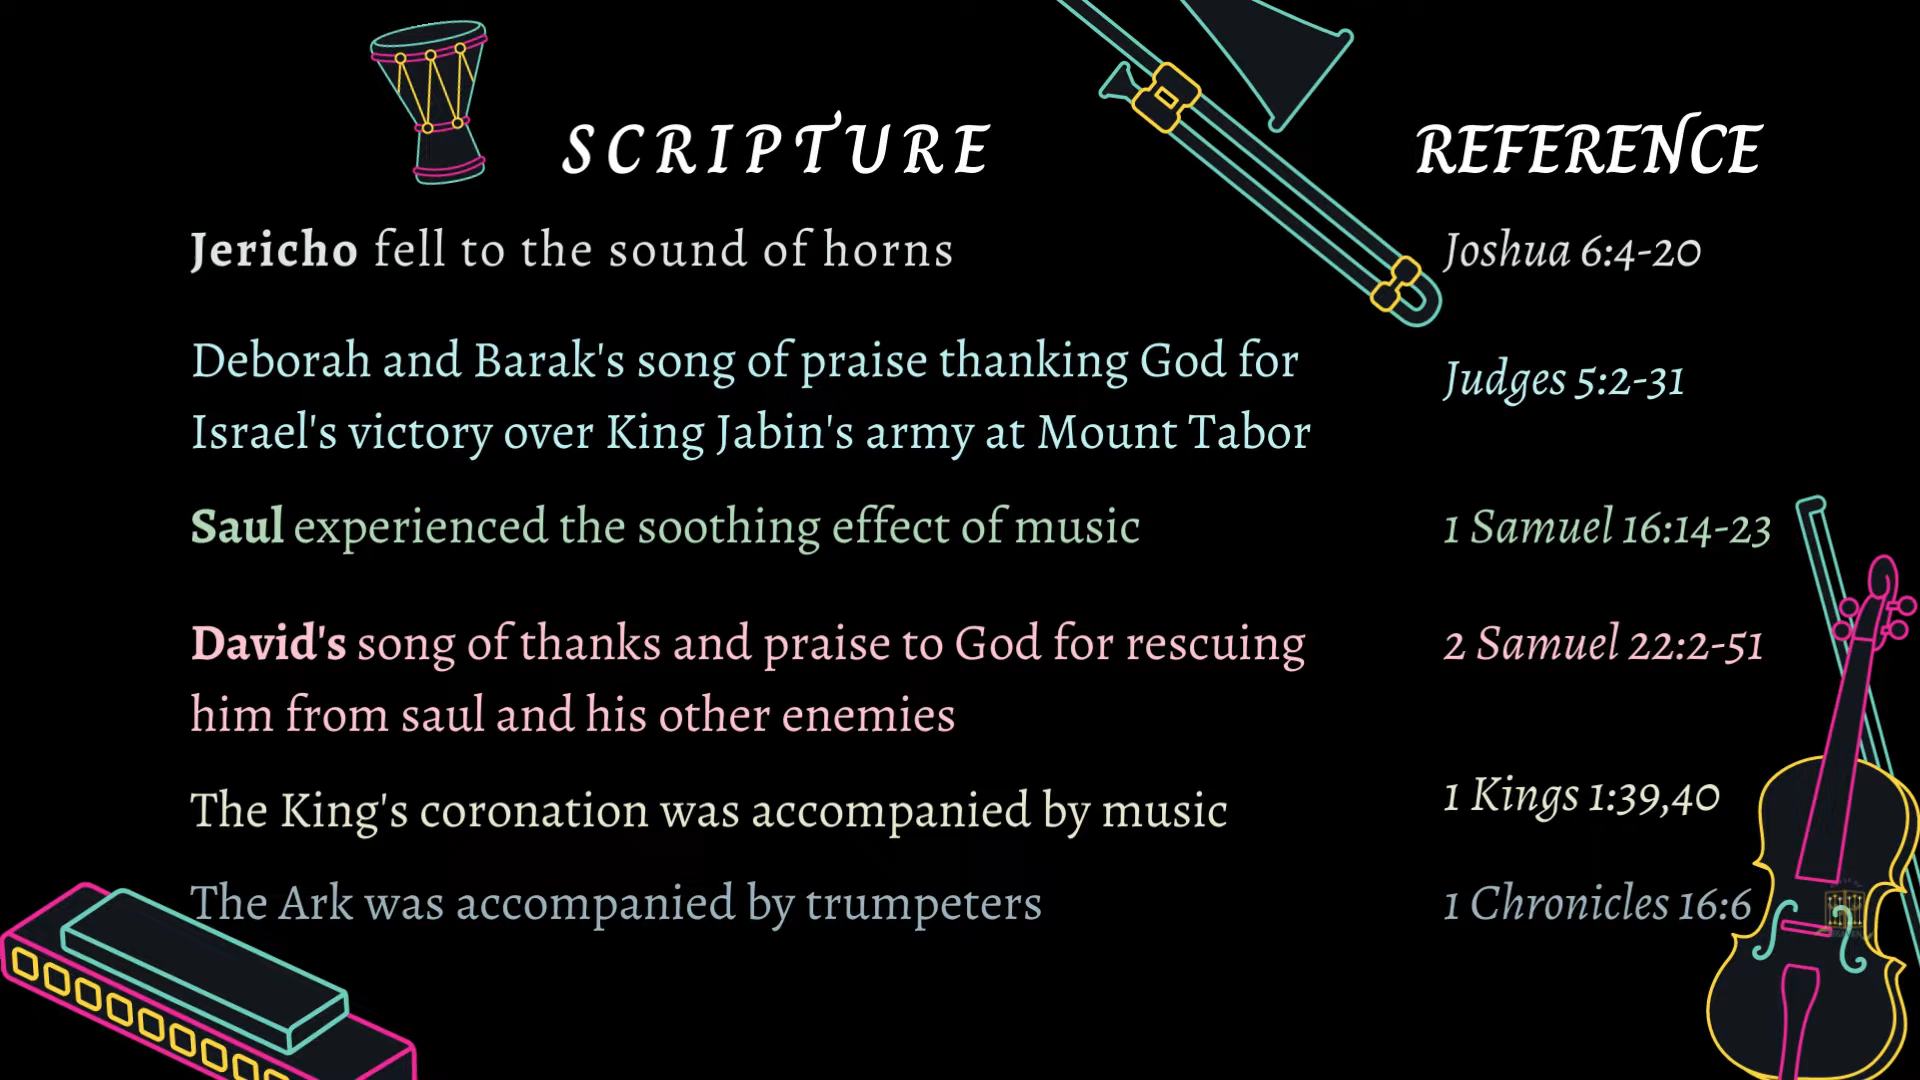 SCRIPTURE REFERENCE
Jericho fell to the sound of horns Joshua 6:4-20
Deborah and Barak's song of praise thanking God for
Israel's victory over King Jabin's army at Mount Tabor
Judges 5:2-31
Saul experienced the soothing effect of music 1 Samuel 16:14-23
David's song of thanks and praise to God for rescuing
him from saul and his other enemies
2 Samuel 22:2-51
The King's coronation was accompanied by music 1 Kings 1:39,40
The Ark was accompanied by trumpeters 1 Chronicles 16:6